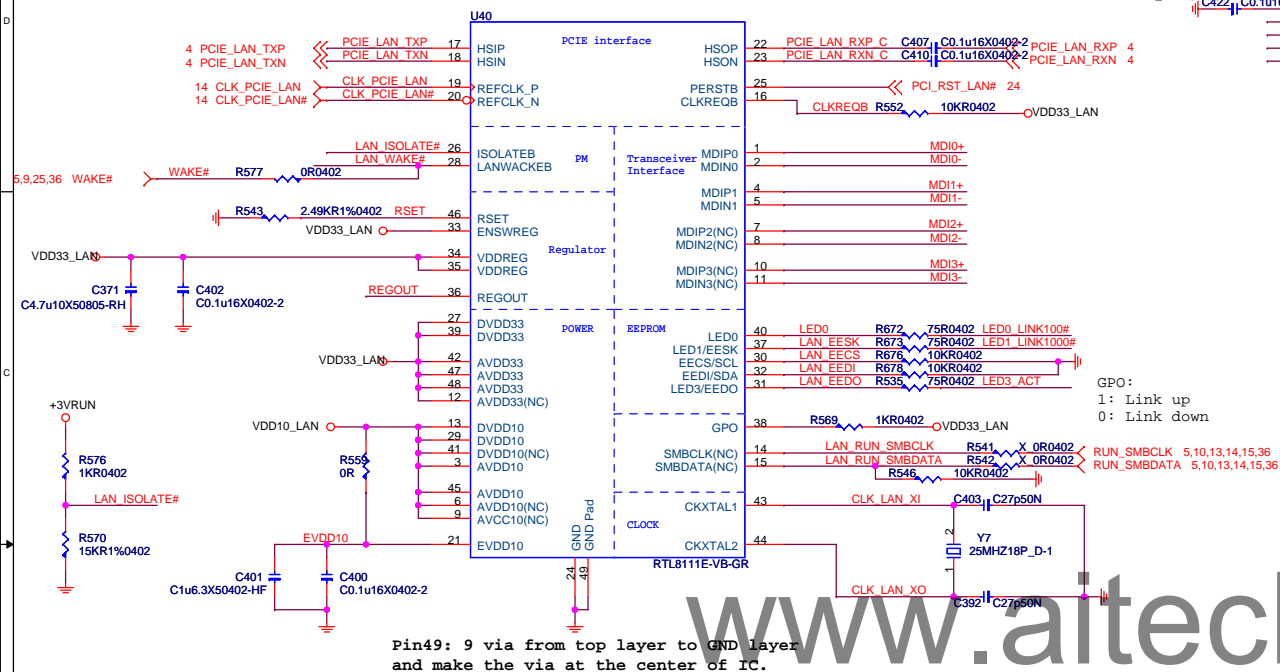 D
C422 C0.1u16
U40
PCIE interface
4 PCIE_LAN_TXP PCIE_LAN_TXP 17 HSIP
4 PCIE_LAN_TXN PCIE_LAN_TXN 18 HSIN
14 CLK_PCIE_LAN CLK_PCIE_LAN 19 REFCLK_P
14 CLK_PCIE_LAN# CLK_PCIE_LAN# 20 REFCLK_N
HSOP 22 PCIE_LAN_RXP_C C407 C0.1u16X0402-2 PCIE_LAN_RXP 4
HSON 23 PCIE_LAN_RXN_C C410 C0.1u16X0402-2 PCIE_LAN_RXN 4
PERSTB 25 PCI_RST_LAN# 24
CLKREQB 16 CLKREQB R552 10KR0402 VDD33_LAN
LAN_ISOLATE# 26 ISOLATEB
LAN_WAKE# 28 LANWACKEB
PM
5,9,25,36 WAKE# WAKE# R577 0R0402
Transceiver
Interface
MDIP0 1 MDI0+
MDIN0 2 MDI0-
MDIP1 4 MDI1+
MDIN1 5 MDI1-
MDIP2(NC) 7 MDI2+
MDIN2(NC) 8 MDI2-
MDIP3(NC) 10 MDI3+
MDIN3(NC) 11 MDI3-
R543 2.49KR1%0402 RSET 46 RSET
VDD33_LAN 33 ENSWREG
Regulator
VDD33_LAN 34 VDDREG
35 VDDREG
C371
C4.7u10X50805-RH
C402
C0.1u16X0402-2
REGOUT 36 REGOUT
POWER
EEPROM
27 DVDD33
39 DVDD33
VDD33_LAN 42 AVDD33
47 AVDD33
48 AVDD33
12 AVDD33(NC)
LED0 40 LED0 R672 75R0402 LED0_LINK100#
LED1/EESK 37 LAN_EESK R673 75R0402 LED1_LINK1000#
EECS/SCL 30 LAN_EECS R676 10KR0402
EEDI/SDA 32 LAN_EEDI R678 10KR0402
LED3/EEDO 31 LAN_EEDO R535 75R0402 LED3_ACT
C
GPO:
1: Link up
0: Link down
VDD10_LAN 13 DVDD10
29 DVDD10
41 DVDD10(NC)
3 AVDD10
45 AVDD10
6 AVDD10(NC)
9 AVCC10(NC)
R559
0R
EVDD10 21 EVDD10
GPO 38 R569 1KR0402 VDD33_LAN
SMBCLK(NC) 14 LAN_RUN_SMBCLK R541 X_0R0402 RUN_SMBCLK 5,10,13,14,15,36
SMBDATA(NC) 15 LAN_RUN_SMBDATA R542 X_0R0402 RUN_SMBDATA 5,10,13,14,15,36
R546 10KR0402
CLOCK
CKXTAL1 43 CLK_LAN_XI C403 C27p50N
2
Y7
25MHZ18P_D-1
1
CKXTAL2 44 CLK_LAN_XO C392 C27p50N
+3VRUN
R576
1KR0402
LAN_ISOLATE#
R570
15KR1%0402
C401
C1u6.3X50402-HF
C400
C0.1u16X0402-2
GND 24
GND Pad 49
RTL8111E-VB-GR
www.aitech
Pin49: 9 via from top layer to GND layer
and make the via at the center of IC.